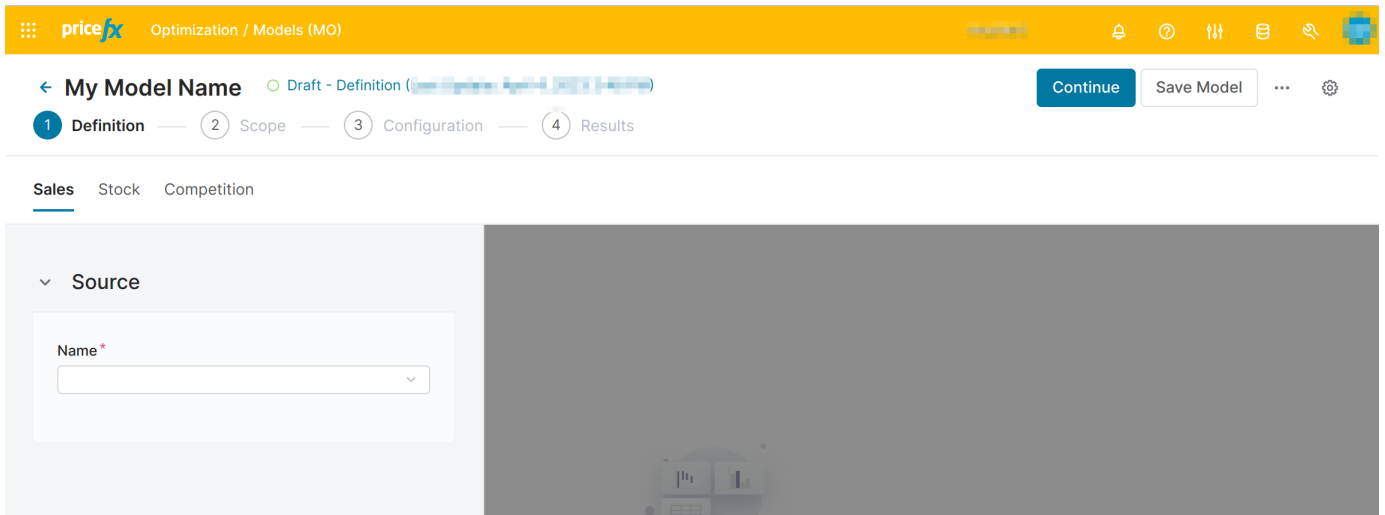 pricefx Optimization / Models (MO)
My Model Name Draft - Definition ( )
Continue Save Model ...
1 Definition 2 Scope 3 Configuration 4 Results
Sales Stock Competition
Source
Name*